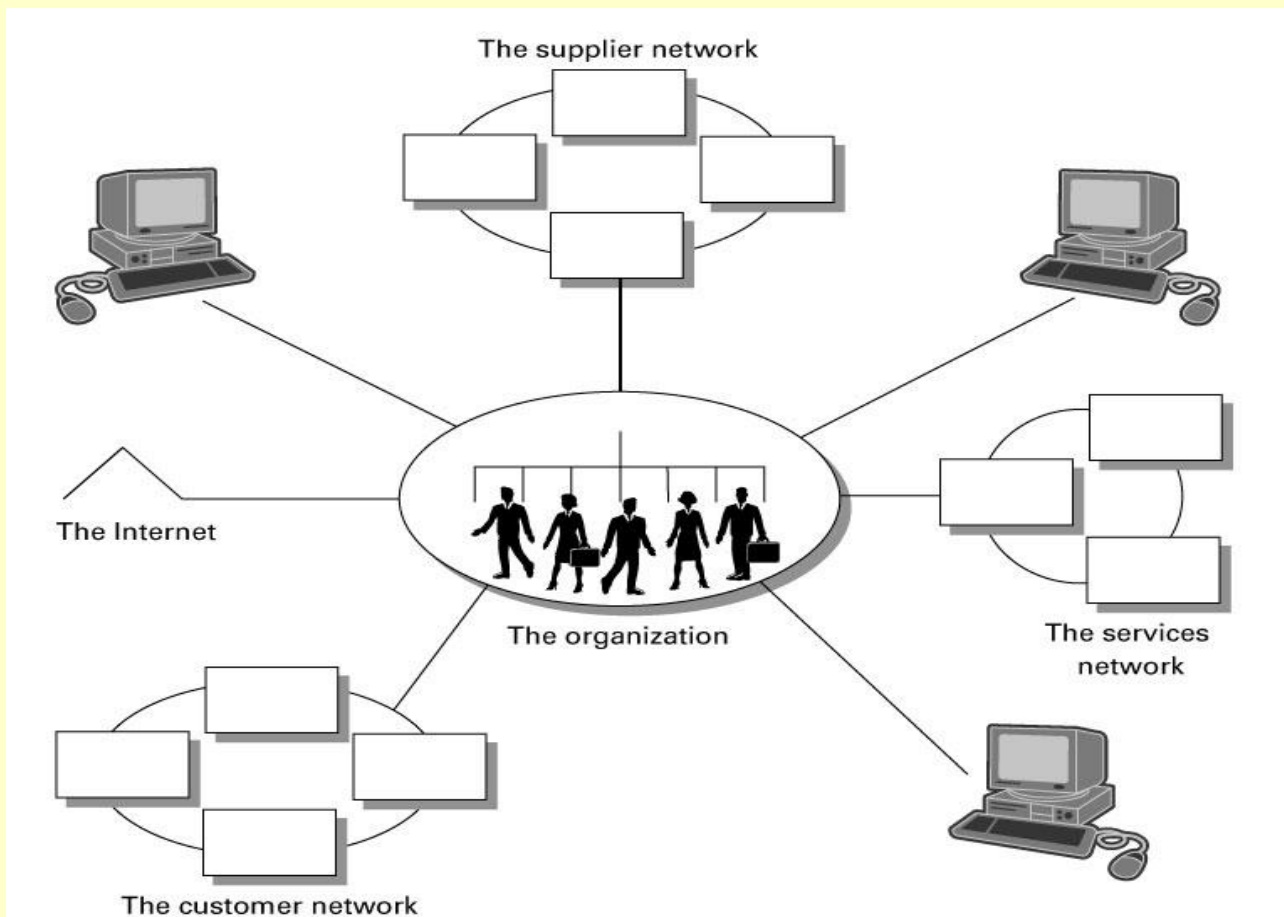 The supplier network
The Internet
The organization
The services
network
The customer network